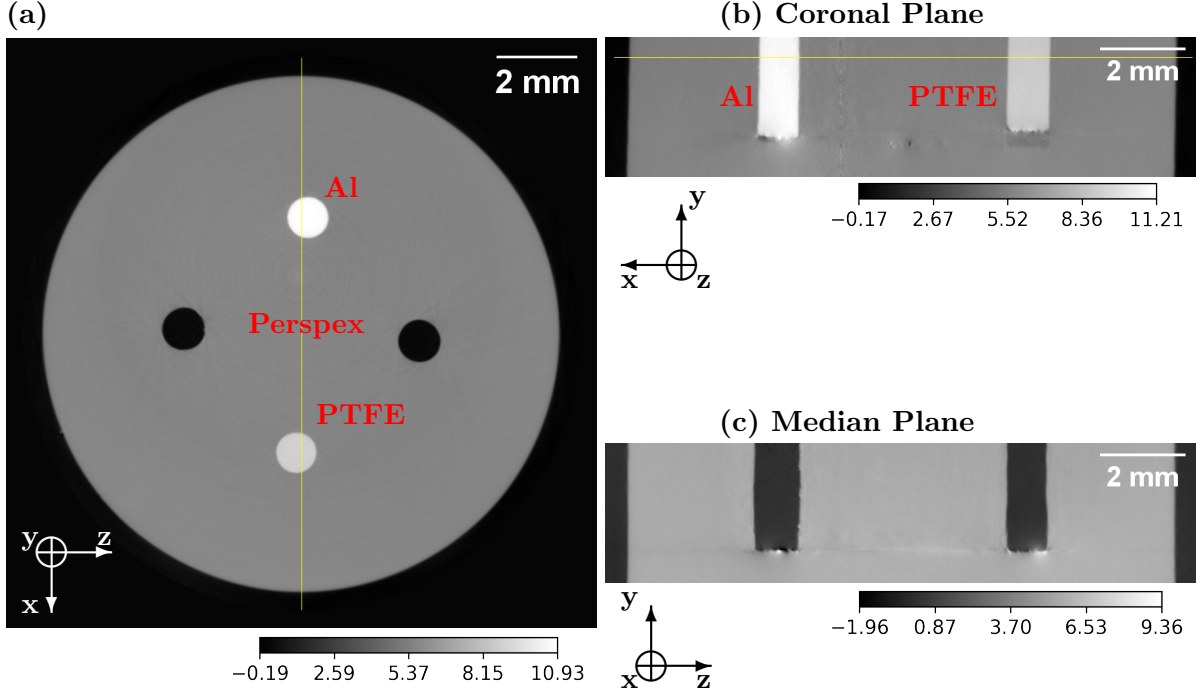 (a)
2 mm
Al
Perspex
PTFE
y
z
x
−0.19 2.59 5.37 8.15 10.93
(b) Coronal Plane
2 mm
Al
PTFE
−0.17 2.67 5.52 8.36 11.21
y
x
z
(c) Median Plane
2 mm
−1.96 0.87 3.70 6.53 9.36
y
x
z